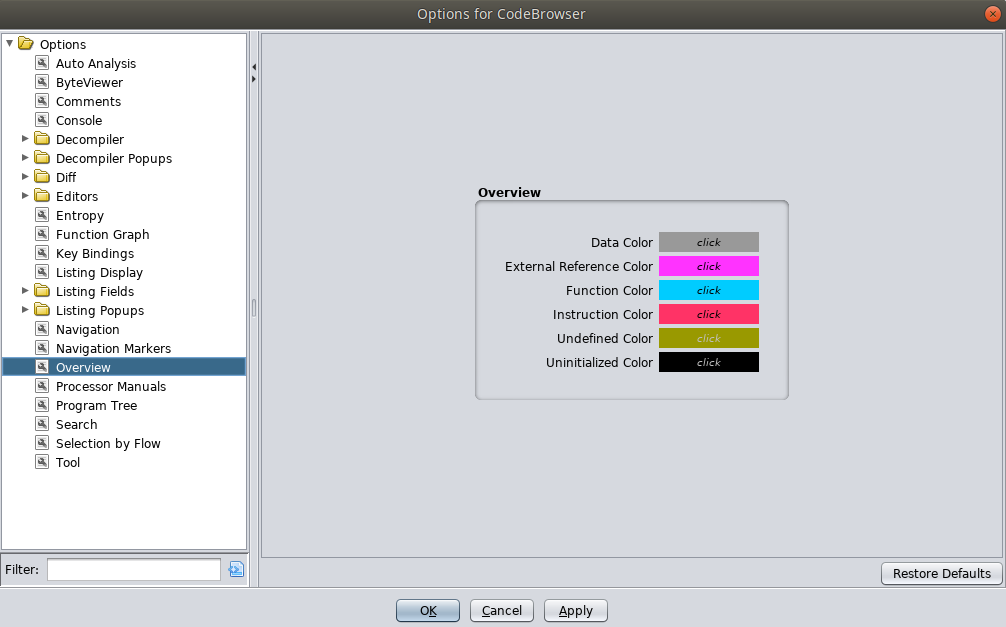 Options for CodeBrowser
Options
Auto Analysis
ByteViewer
Comments
Console
Decompiler
Decompiler Popups
Diff
Editors
Entropy
Function Graph
Key Bindings
Listing Display
Listing Fields
Listing Popups
Navigation
Navigation Markers
Overview
Processor Manuals
Program Tree
Search
Selection by Flow
Tool
Filter:
Overview
Data Color click
External Reference Color click
Function Color click
Instruction Color click
Undefined Color click
Uninitialized Color click
Restore Defaults
OK Cancel Apply